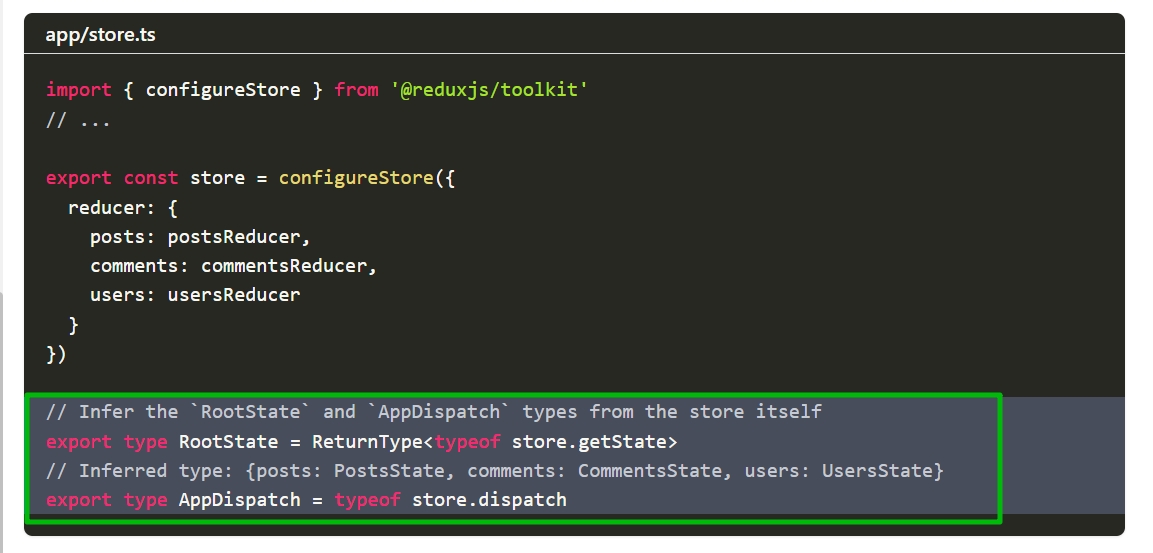 app/store.ts
import { configureStore } from '@reduxjs/toolkit'
// ...
export const store = configureStore({
reducer: {
posts: postsReducer,
comments: commentsReducer,
users: usersReducer
}
})
// Infer the `RootState` and `AppDispatch` types from the store itself
export type RootState = ReturnType<typeof store.getState>
// Inferred type: {posts: PostsState, comments: CommentsState, users: UsersState}
export type AppDispatch = typeof store.dispatch